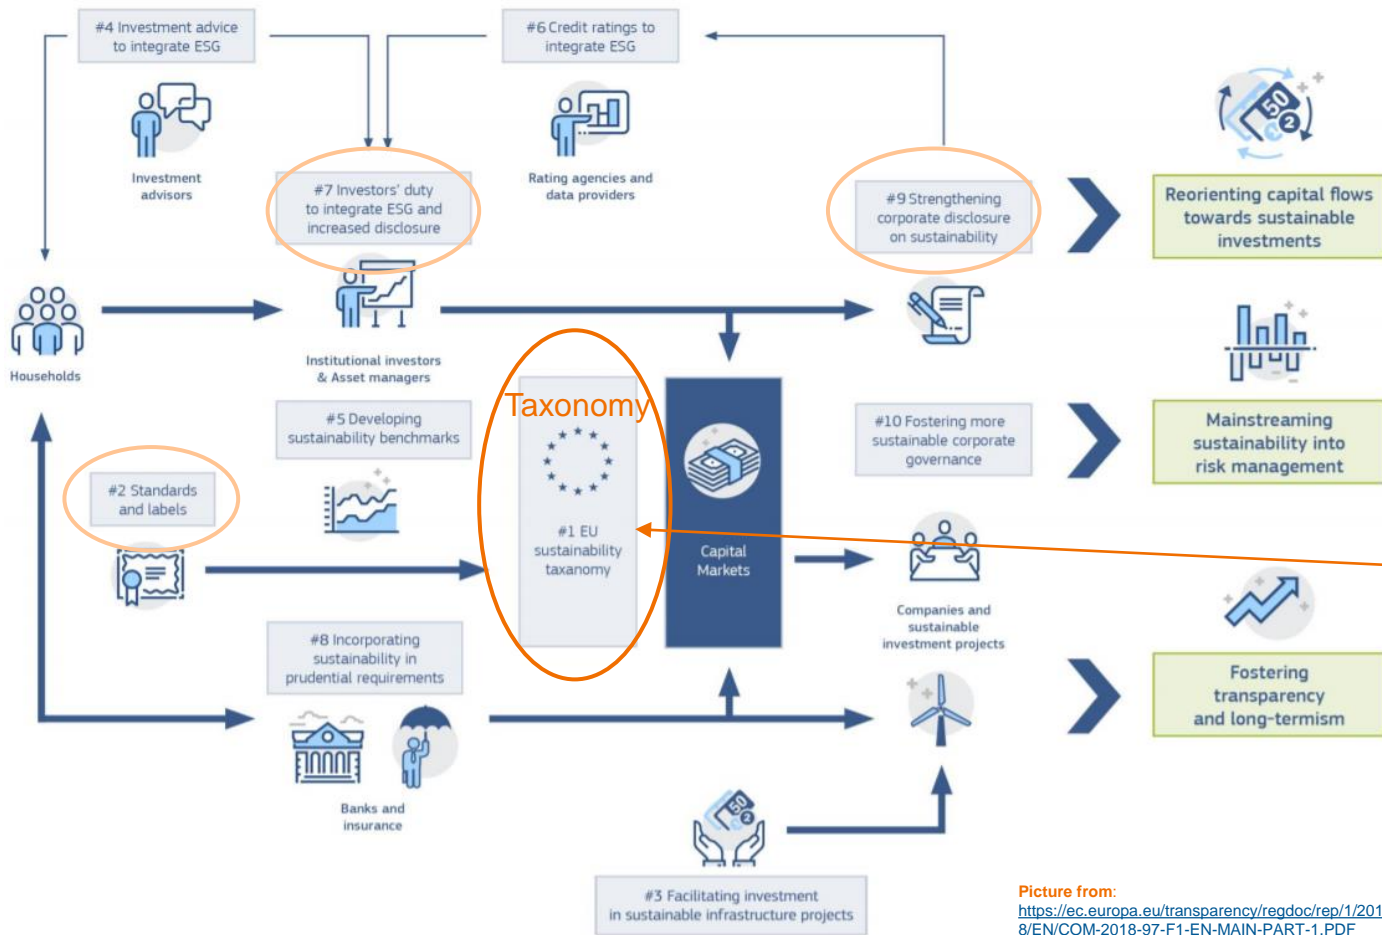 #4 Investment advice
to integrate ESG
#6 Credit ratings to
integrate ESG
Investment
advisors
#7 Investors' duty
to integrate ESG and
increased disclosure
Rating agencies and
data providers
#9 Strengthening
corporate disclosure
on sustainability
50
2
Reorienting capital flows
towards sustainable
investments
Households
Institutional investors
& Asset managers
#5 Developing
sustainability benchmarks
Taxonomy
#1 EU
sustainability
taxanomy
Capital
Markets
#10 Fostering more
sustainable corporate
governance
Mainstreaming
sustainability into
risk management
#2 Standards
and labels
Companies and
sustainable
investment projects
#8 Incorporating
sustainability in
prudential requirements
Fostering
transparency
and long-termism
Banks and
insurance
50
2
#3 Facilitating investment
in sustainable infrastructure projects
Picture from:
https://ec.europa.eu/transparency/regdoc/rep/1/201
8/EN/COM-2018-97-F1-EN-MAIN-PART-1.PDF